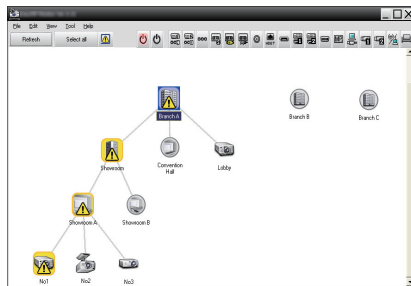 File Edit View Tool Help
Refresh Select all
Branch A
Branch B
Branch C
Showroom
Convention
Hall
Lobby
Showroom A
Showroom B
No1
No2
No3